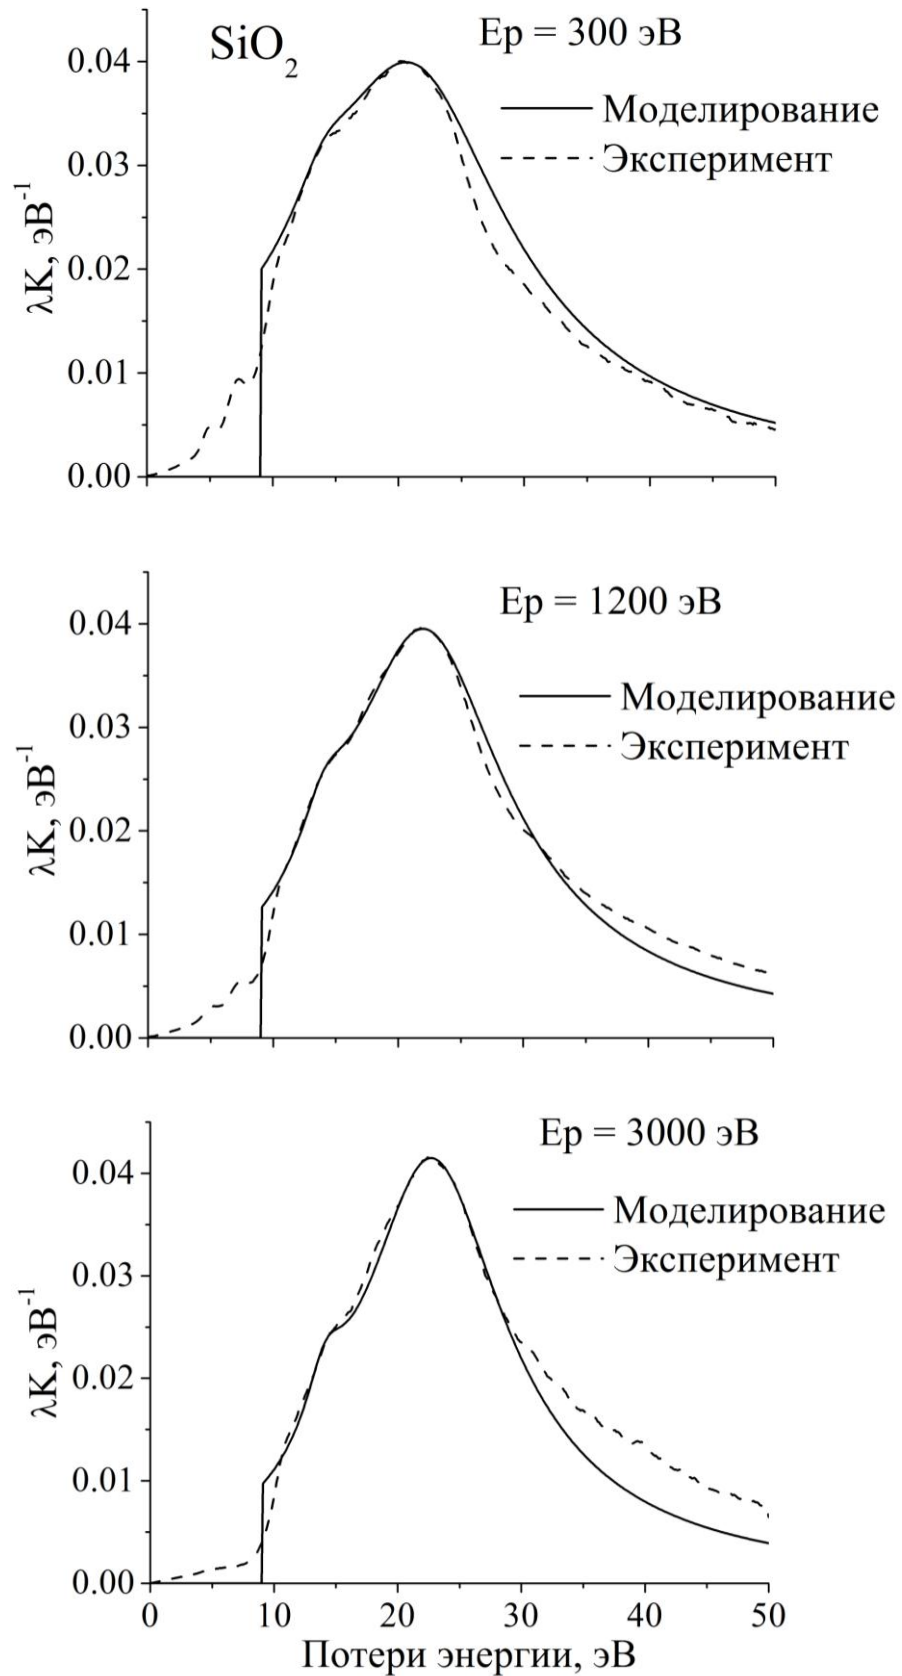 SiO2
Ep = 300 эВ
Моделирование
Эксперимент
0.04
0.03
0.02
0.01
0.00
λK, эВ-1
Ep = 1200 эВ
Моделирование
Эксперимент
0.04
0.03
0.02
0.01
0.00
λK, эВ-1
Ep = 3000 эВ
Моделирование
Эксперимент
0.04
0.03
0.02
0.01
0.00
λK, эВ-1
0 10 20 30 40 50
Потери энергии, эВ